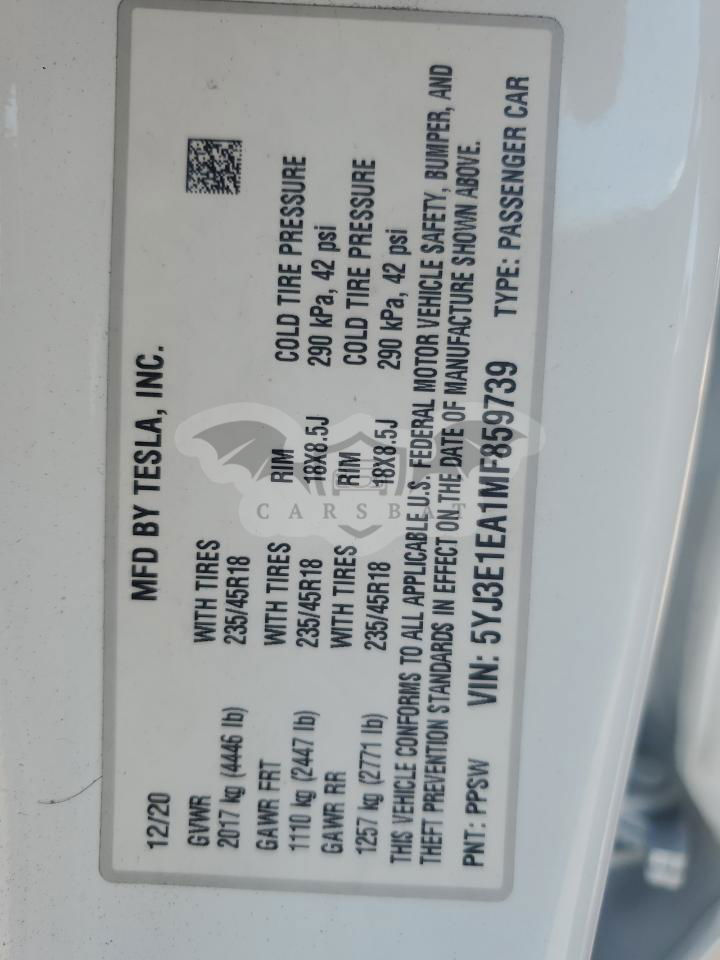 MFD BY TESLA, INC.
12/20
GVWR
2017 kg (4446 lb)
WITH TIRES
235/45R18
GAWR FRT
1110 kg (2447 lb)
WITH TIRES
235/45R18
RIM
18X8.5J
COLD TIRE PRESSURE
290 kPa, 42 psi
GAWR RR
1257 kg (2771 lb)
WITH TIRES
235/45R18
RIM
18X8.5J
COLD TIRE PRESSURE
290 kPa, 42 psi
THIS VEHICLE CONFORMS TO ALL APPLICABLE U.S. FEDERAL MOTOR VEHICLE SAFETY, BUMPER, AND
THEFT PREVENTION STANDARDS IN EFFECT ON THE DATE OF MANUFACTURE SHOWN ABOVE.
PNT: PPSW VIN: 5YJ3E1EA1MF859739 TYPE: PASSENGER CAR
CARSBAT